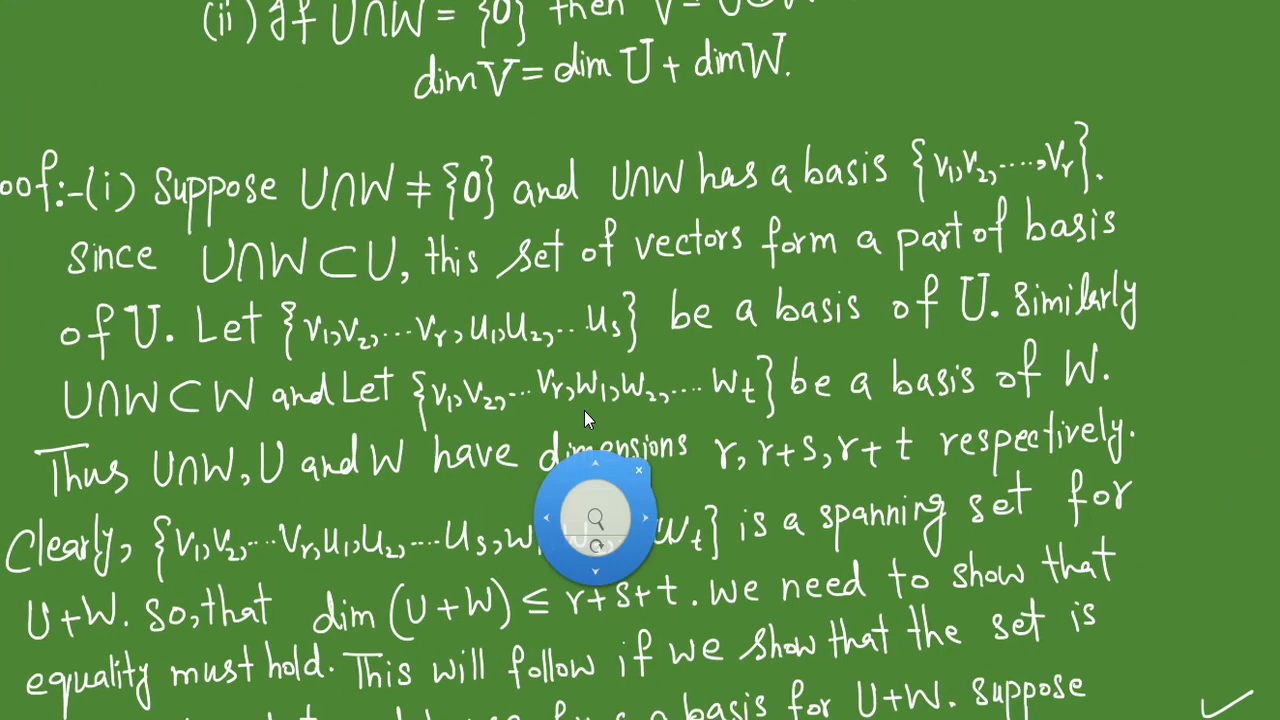 (ii) If U∩W = {0} then V = U⊕W
dim V = dim U + dim W.
oof:-(i) Suppose U∩W ≠ {0} and U∩W has a basis {v₁,v₂,....,vᵣ}.
Since U∩W⊂U, this set of vectors form a part of basis
of U. Let {v₁,v₂,...vᵣ,u₁,u₂,...uₛ} be a basis of U. Similarly
U∩W⊂W and Let {v₁,v₂,...vᵣ,w₁,w₂,....wₜ} be a basis of W.
Thus U∩W, U and W have dimensions r, r+s, r+t respectively.
Clearly, {v₁,v₂,....vᵣ,u₁,u₂,....uₛ,w₁ wₜ} is a spanning set for
U+W. So, that dim (U+W) ≤ r+s+t. we need to show that
equality must hold. This will follow if we show that the set is
a basis for U+W. Suppose